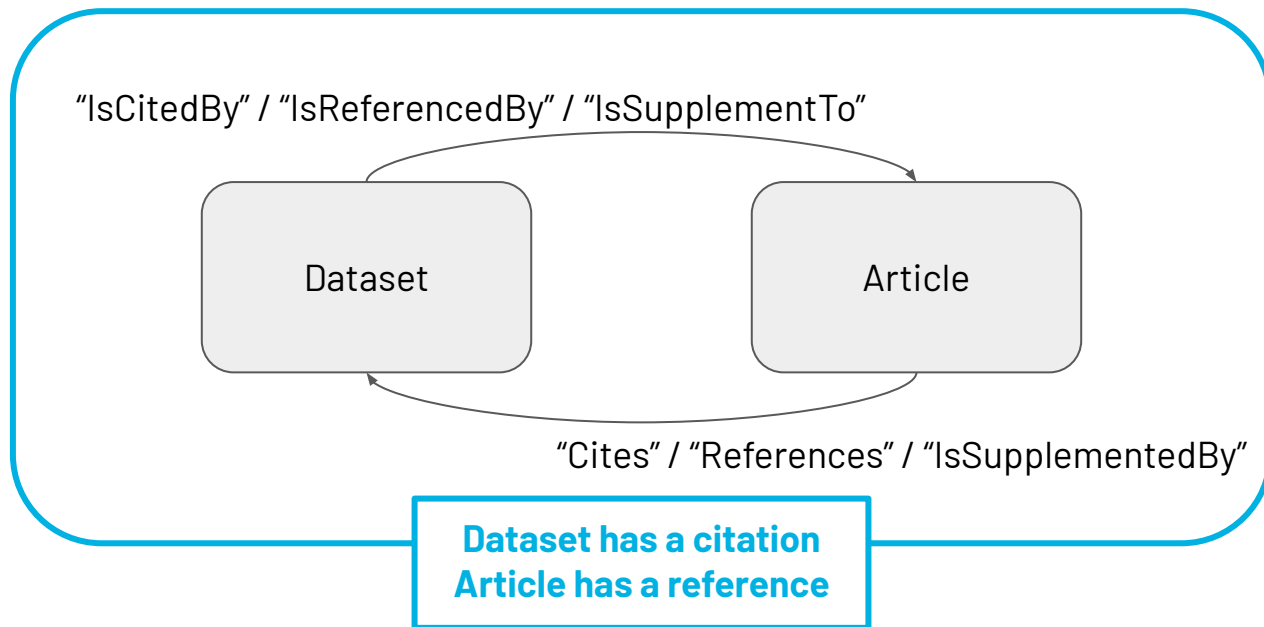 “IsCitedBy” / “IsReferencedBy” / “IsSupplementTo”
Dataset
Article
“Cites” / “References” / “IsSupplementedBy”
Dataset has a citation
Article has a reference